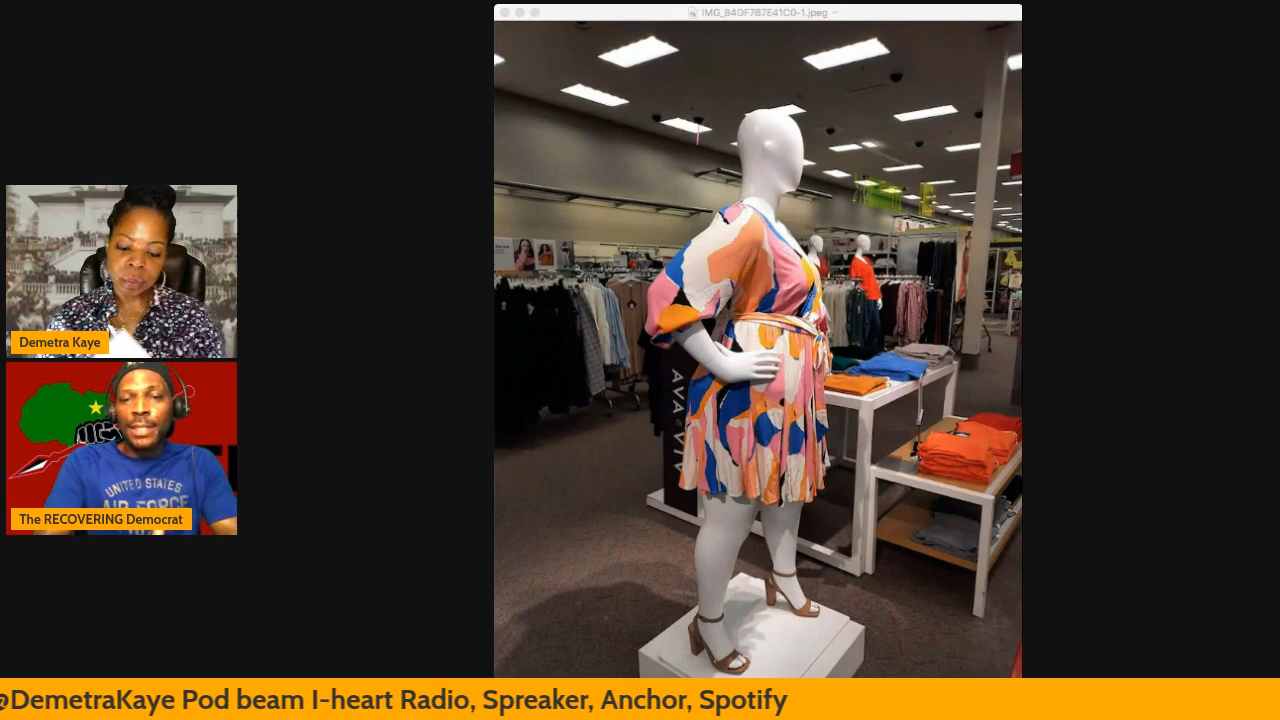 IMG_B4DF787E41C0-1.jpeg
Demetra Kaye
UNITED STATES
AIR FORCE
The RECOVERING Democrat
AVA & VIV
@DemetraKaye Pod beam I-heart Radio, Spreaker, Anchor, Spotify